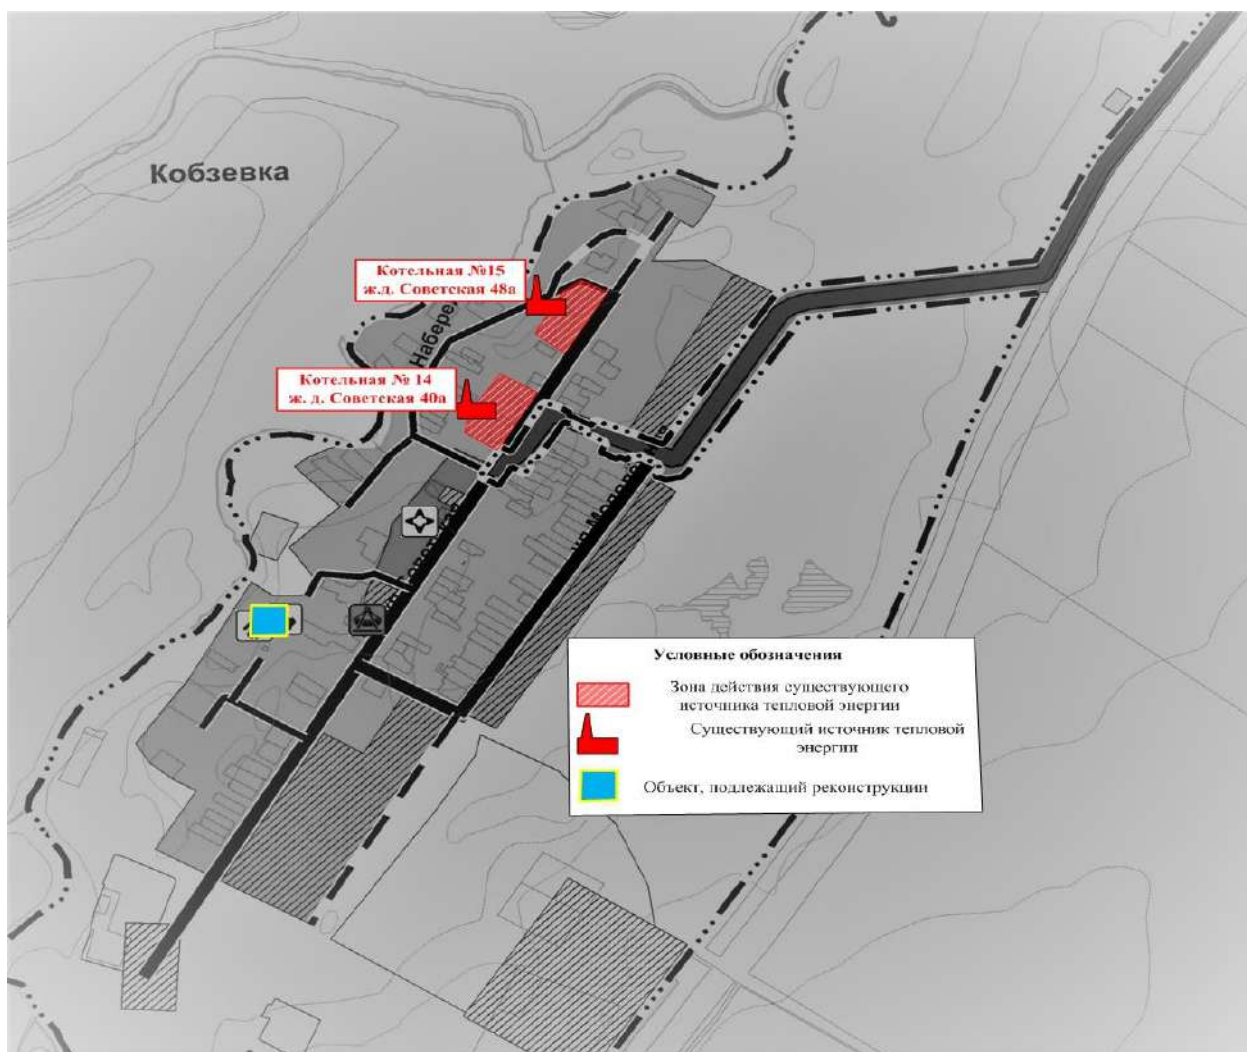 Кобзевка
Котельная №15
ж.д. Советская 48а
Набере
Котельная № 14
ж. д. Советская 40а
Условные обозначения
Зона действия существующего
источника тепловой энергии
Существующий источник тепловой
энергии
Объект, подлежащий реконструкции